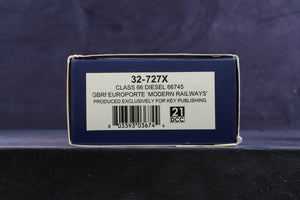 32-727X
CLASS 66 DIESEL 66745
GBRf EUROPORTE 'MODERN RAILWAYS'
PRODUCED EXCLUSIVELY FOR KEY PUBLISHING
21
DCC